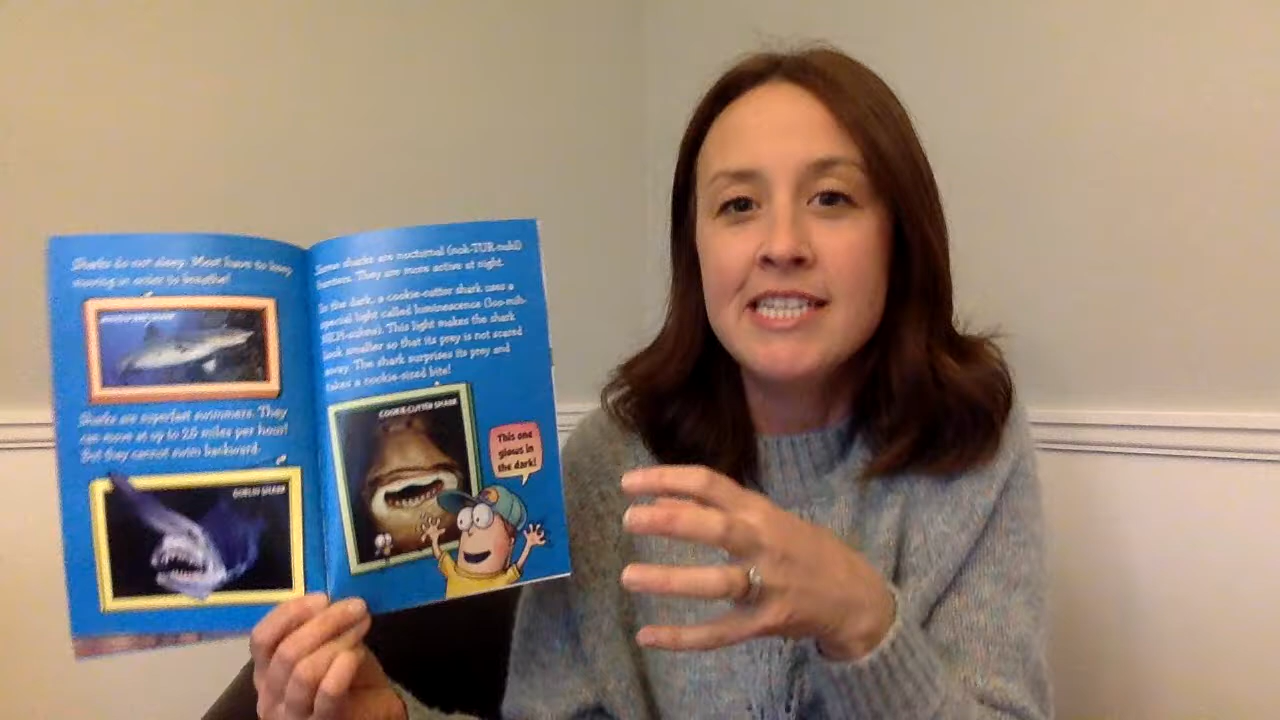 Sharks do not sleep. Most have to keep
moving in order to breathe!
Sharks are superfast swimmers. They
can move at up to 25 miles per hour!
But they cannot swim backward.
GOBLIN SHARK
Some sharks are nocturnal (nok-TUR-nuhl)
hunters. They are more active at night.
In the dark, a cookie-cutter shark uses a
special light called luminescence (loo-mih-
NEH-sehns). This light makes the shark
look smaller so that its prey is not scared
away. The shark surprises its prey and
takes a cookie-sized bite!
COOKIE-CUTTER SHARK
This one
glows in
the dark!